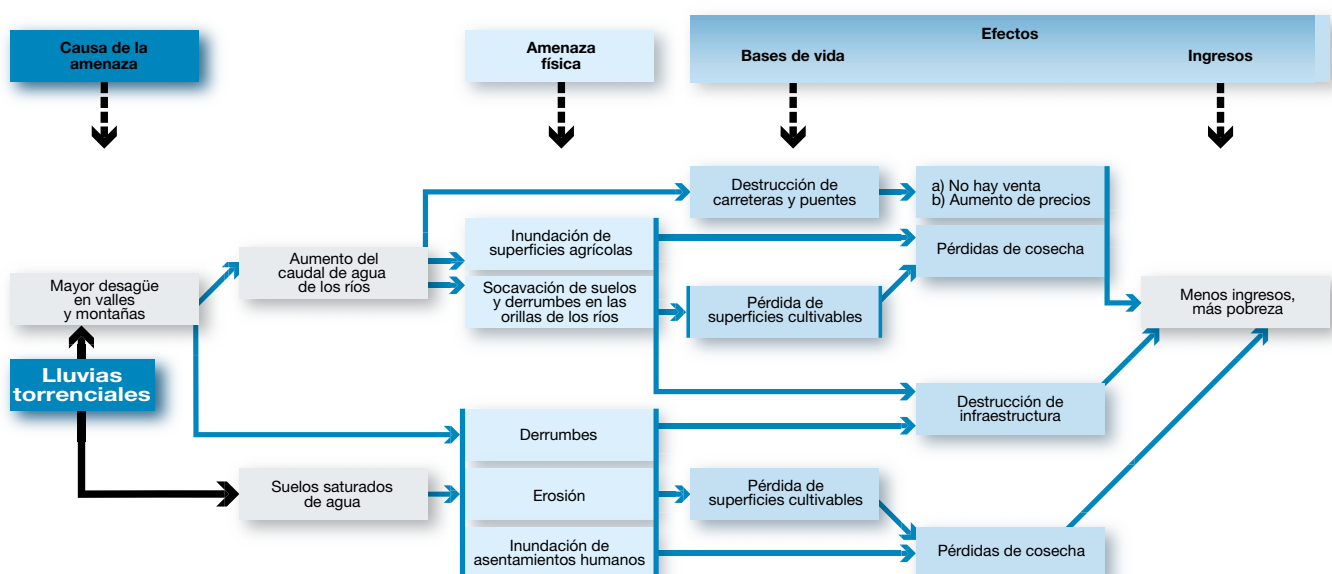 Causa de la
amenaza
Amenaza
física
Efectos
Bases de vida
Ingresos
Destrucción de
carreteras y puentes
a) No hay venta
b) Aumento de precios
Inundación de
superficies agrícolas
Pérdidas de cosecha
Aumento del
caudal de agua
de los ríos
Mayor desagüe
en valles
y montañas
Socavación de suelos
y derrumbes en las
orillas de los ríos
Pérdida de
superficies cultivables
Menos ingresos,
más pobreza
Lluvias
torrenciales
Destrucción de
infraestructura
Derrumbes
Suelos saturados
de agua
Erosión
Pérdida de
superficies cultivables
Inundación de
asentamientos humanos
Pérdidas de cosecha